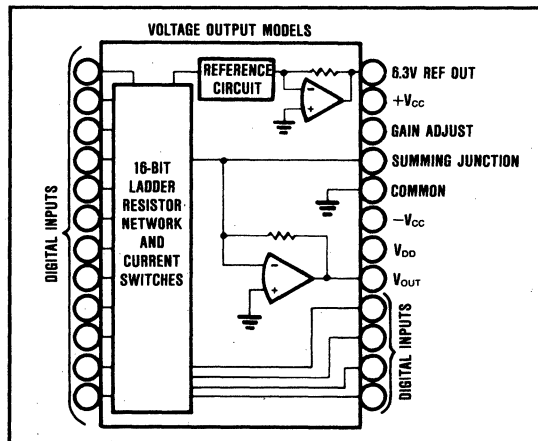 VOLTAGE OUTPUT MODELS
DIGITAL INPUTS
REFERENCE
CIRCUIT
16-BIT
LADDER
RESISTOR
NETWORK
AND
CURRENT
SWITCHES
−
+
−
+
6.3V REF OUT
+VCC
GAIN ADJUST
SUMMING JUNCTION
COMMON
−VCC
VDD
VOUT
DIGITAL INPUTS